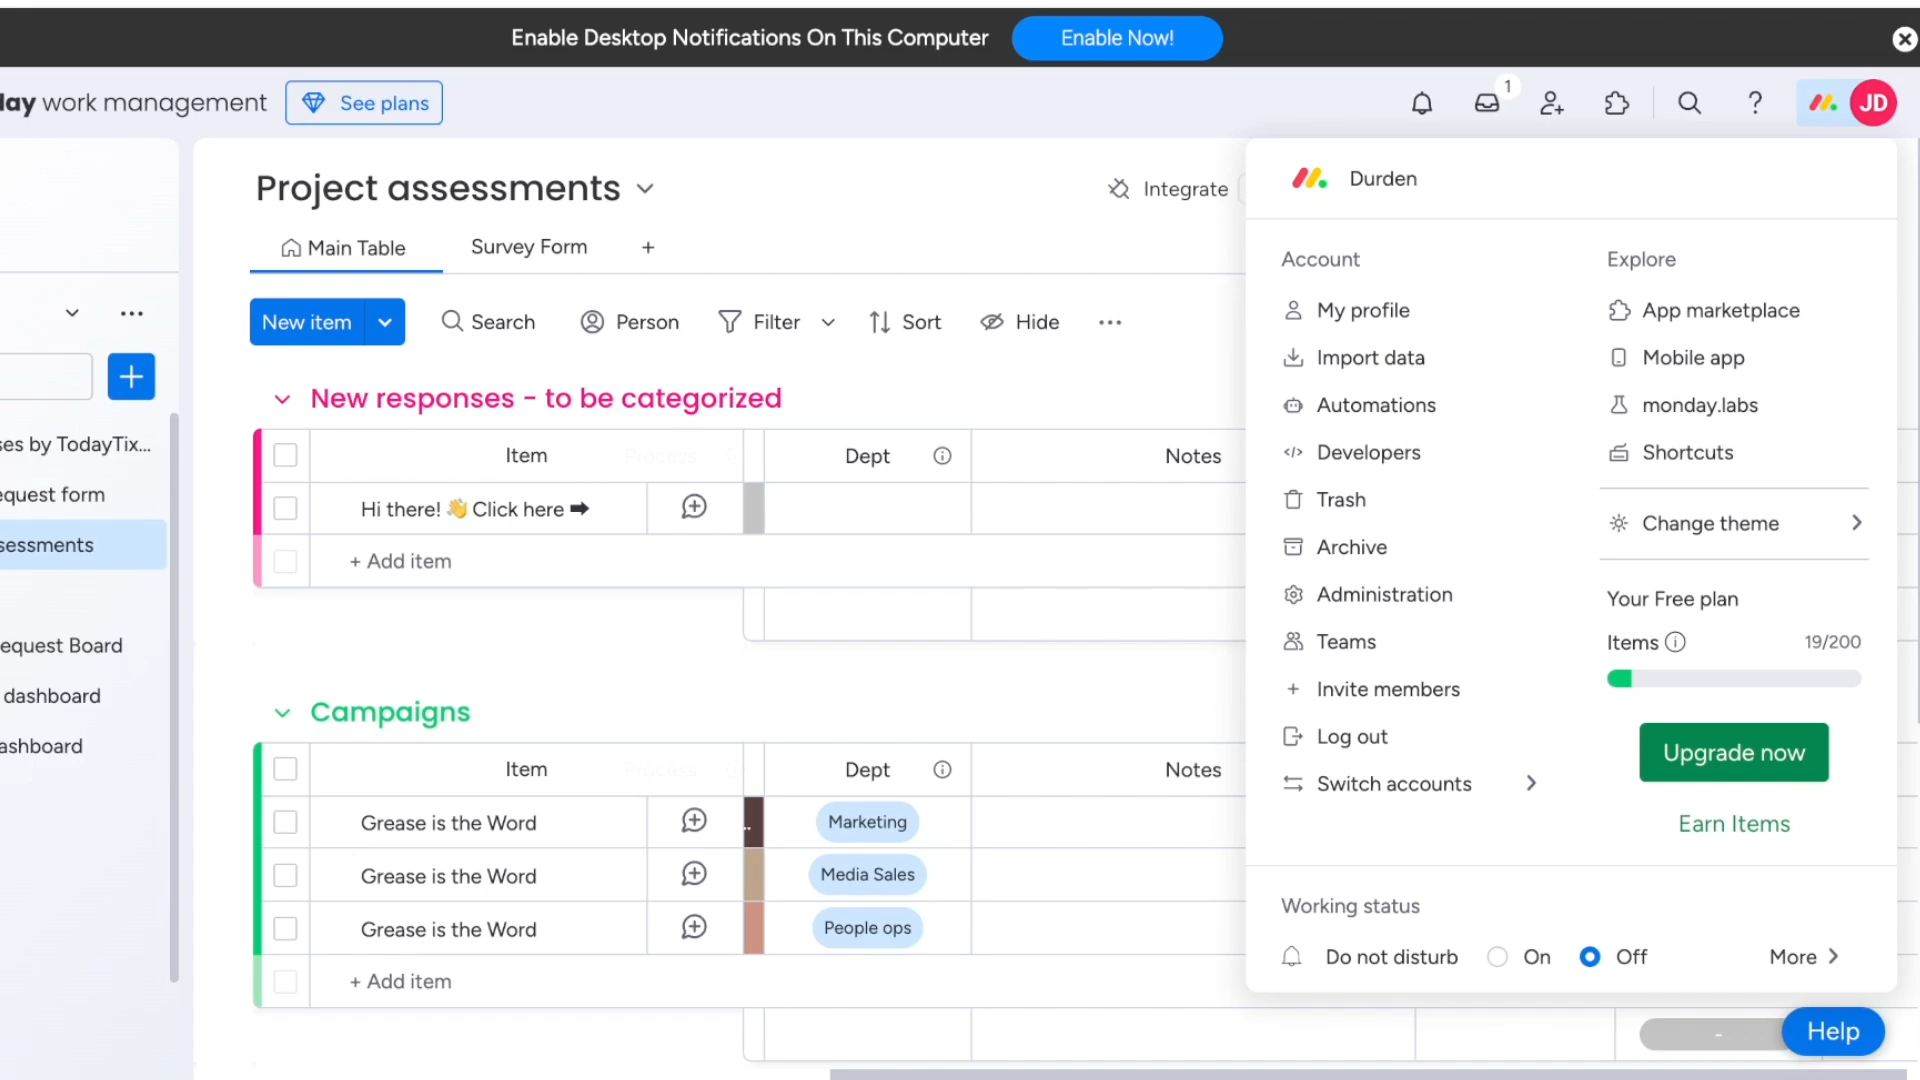 Enable Desktop Notifications On This Computer Enable Now!
day work management See plans
1
JD
Project assessments
Integrate
Main Table Survey Form +
New item Search Person Filter Sort Hide
New responses - to be categorized
Item Process Dept Notes
Hi there! 👋 Click here ➡
+ Add item
Campaigns
Item Process Dept Notes
Grease is the Word Marketing
Grease is the Word Media Sales
Grease is the Word People ops
+ Add item
ses by TodayTix...
equest form
sessments
equest Board
dashboard
ashboard
Durden
Account
My profile
Import data
Automations
Developers
Trash
Archive
Administration
Teams
Invite members
Log out
Switch accounts
Explore
App marketplace
Mobile app
monday.labs
Shortcuts
Change theme
Your Free plan
Items 19/200
Upgrade now
Earn Items
Working status
Do not disturb On Off More
-
Help